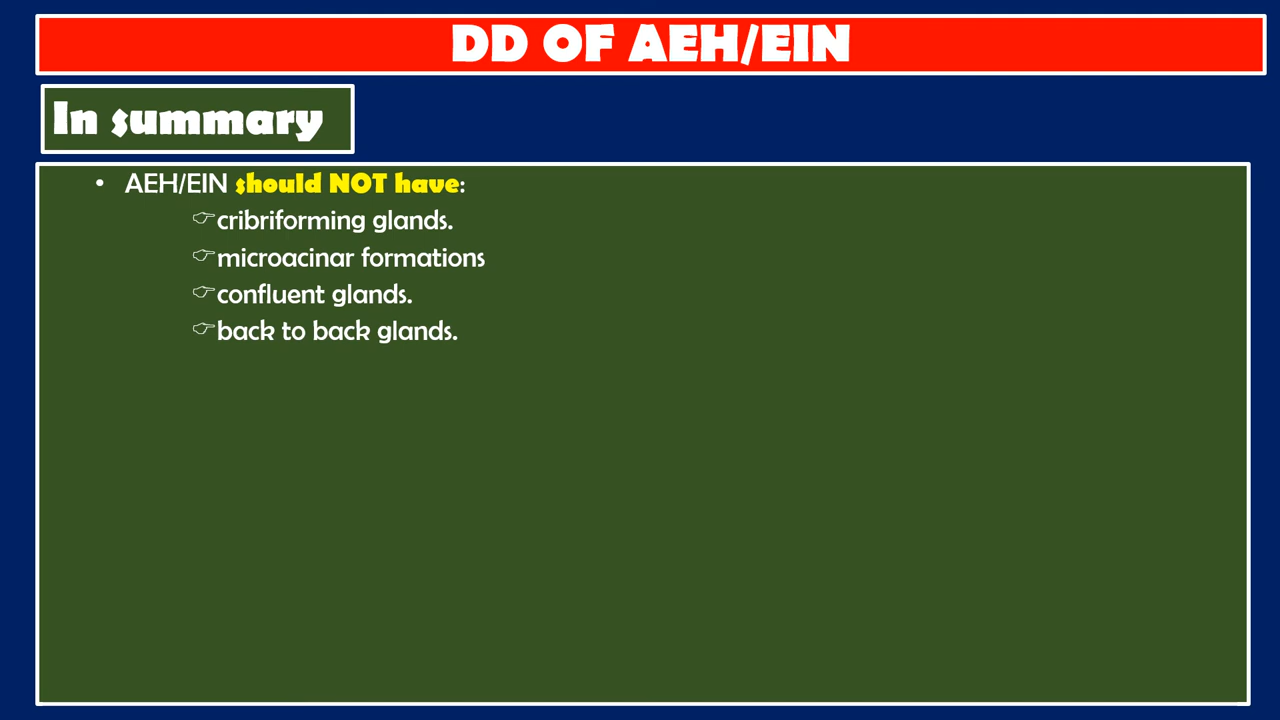 DD OF AEH/EIN
In summary
• AEH/EIN should NOT have:
☞cribriforming glands.
☞microacinar formations
☞confluent glands.
☞back to back glands.